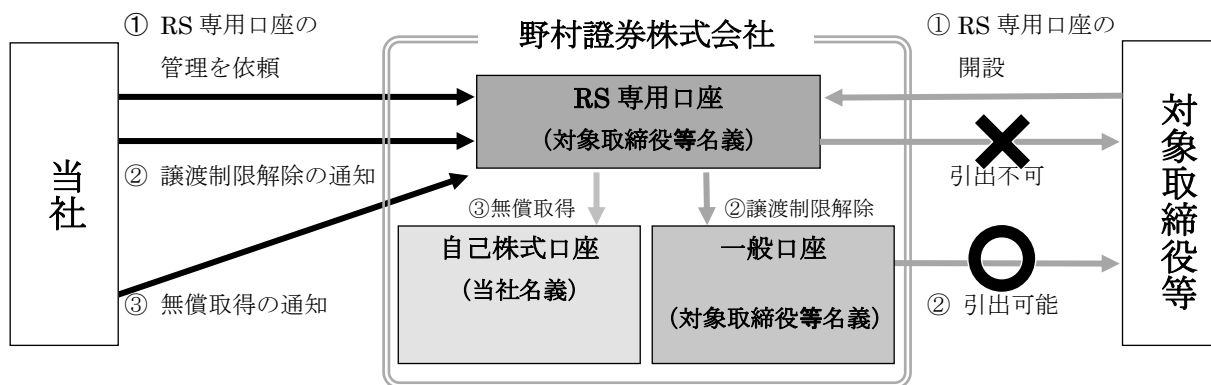 ① RS 専用口座の
管理を依頼
② 譲渡制限解除の通知
③ 無償取得の通知
当社
野村證券株式会社
RS 専用口座
(対象取締役等名義)
③無償取得
②譲渡制限解除
自己株式口座
(当社名義)
一般口座
(対象取締役等名義)
① RS 専用口座の
開設
引出不可
② 引出可能
対象取締役等